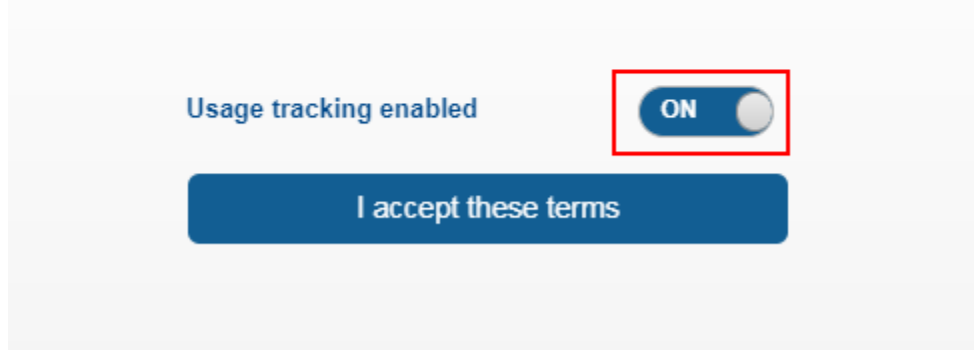 Usage tracking enabled ON
I accept these terms